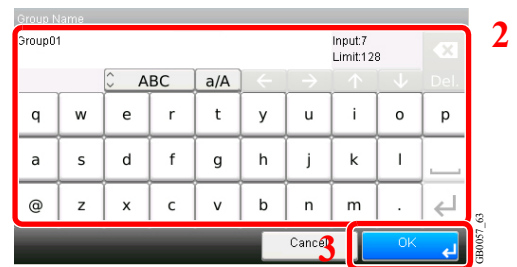 Group Name
Group01
Input:7
Limit:128
2
ABC a/A Del.
q w e r t y u i o p
a s d f g h j k l
@ z x c v b n m .
Cancel 3 OK
GB0057_63